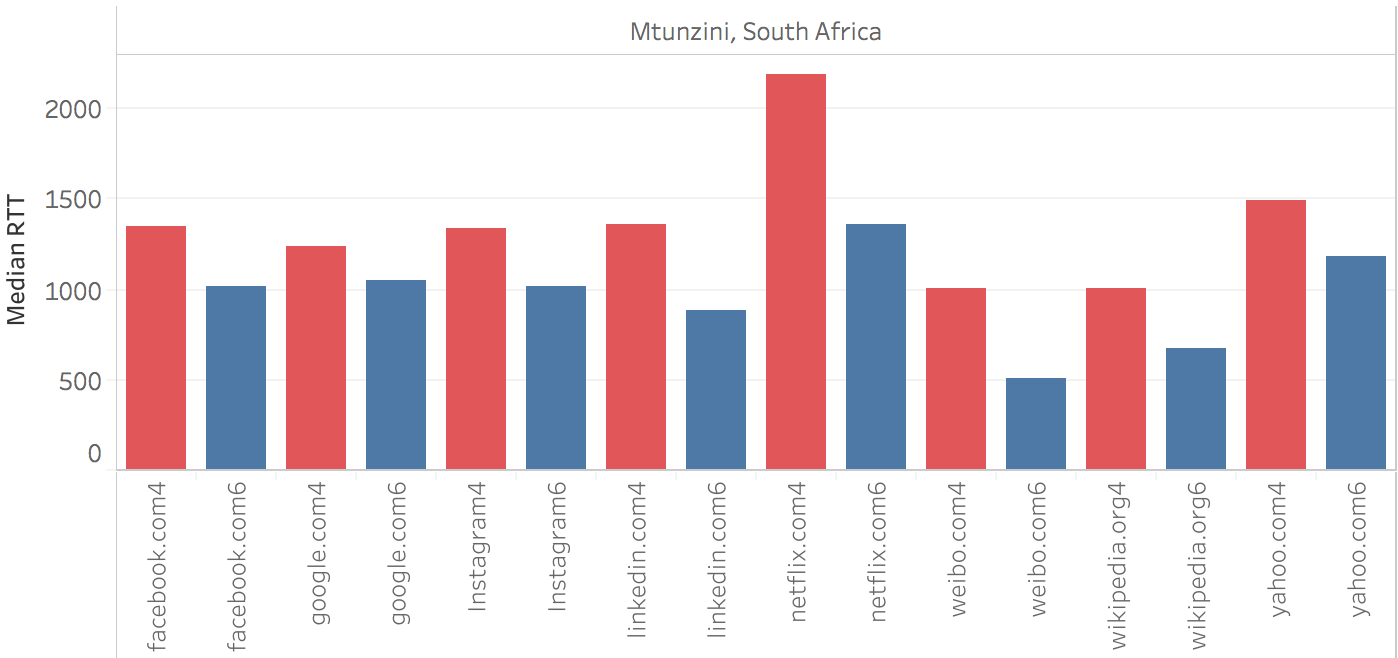 Mtunzini, South Africa
Median RTT
2000
1500
1000
500
0
facebook.com4
facebook.com6
google.com4
google.com6
Instagram4
Instagram6
linkedin.com4
linkedin.com6
netflix.com4
netflix.com6
weibo.com4
weibo.com6
wikipedia.org4
wikipedia.org6
yahoo.com4
yahoo.com6